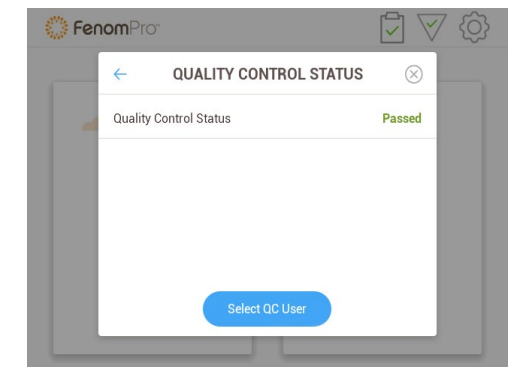 FenomPro
QUALITY CONTROL STATUS
Quality Control Status Passed
Select QC User